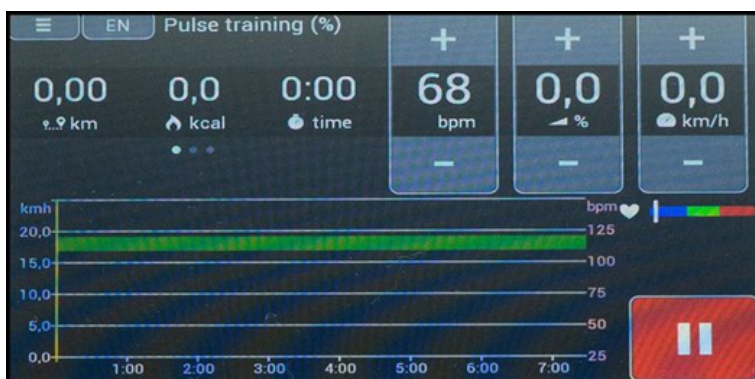 EN Pulse training (%)
+ + +
0,00 0,0 0:00 68 0,0 0,0
km kcal time bpm % km/h
− − −
kmh bpm
20,0 125
15,0 100
10,0 75
5,0 50
0,0 25
1:00 2:00 3:00 4:00 5:00 6:00 7:00